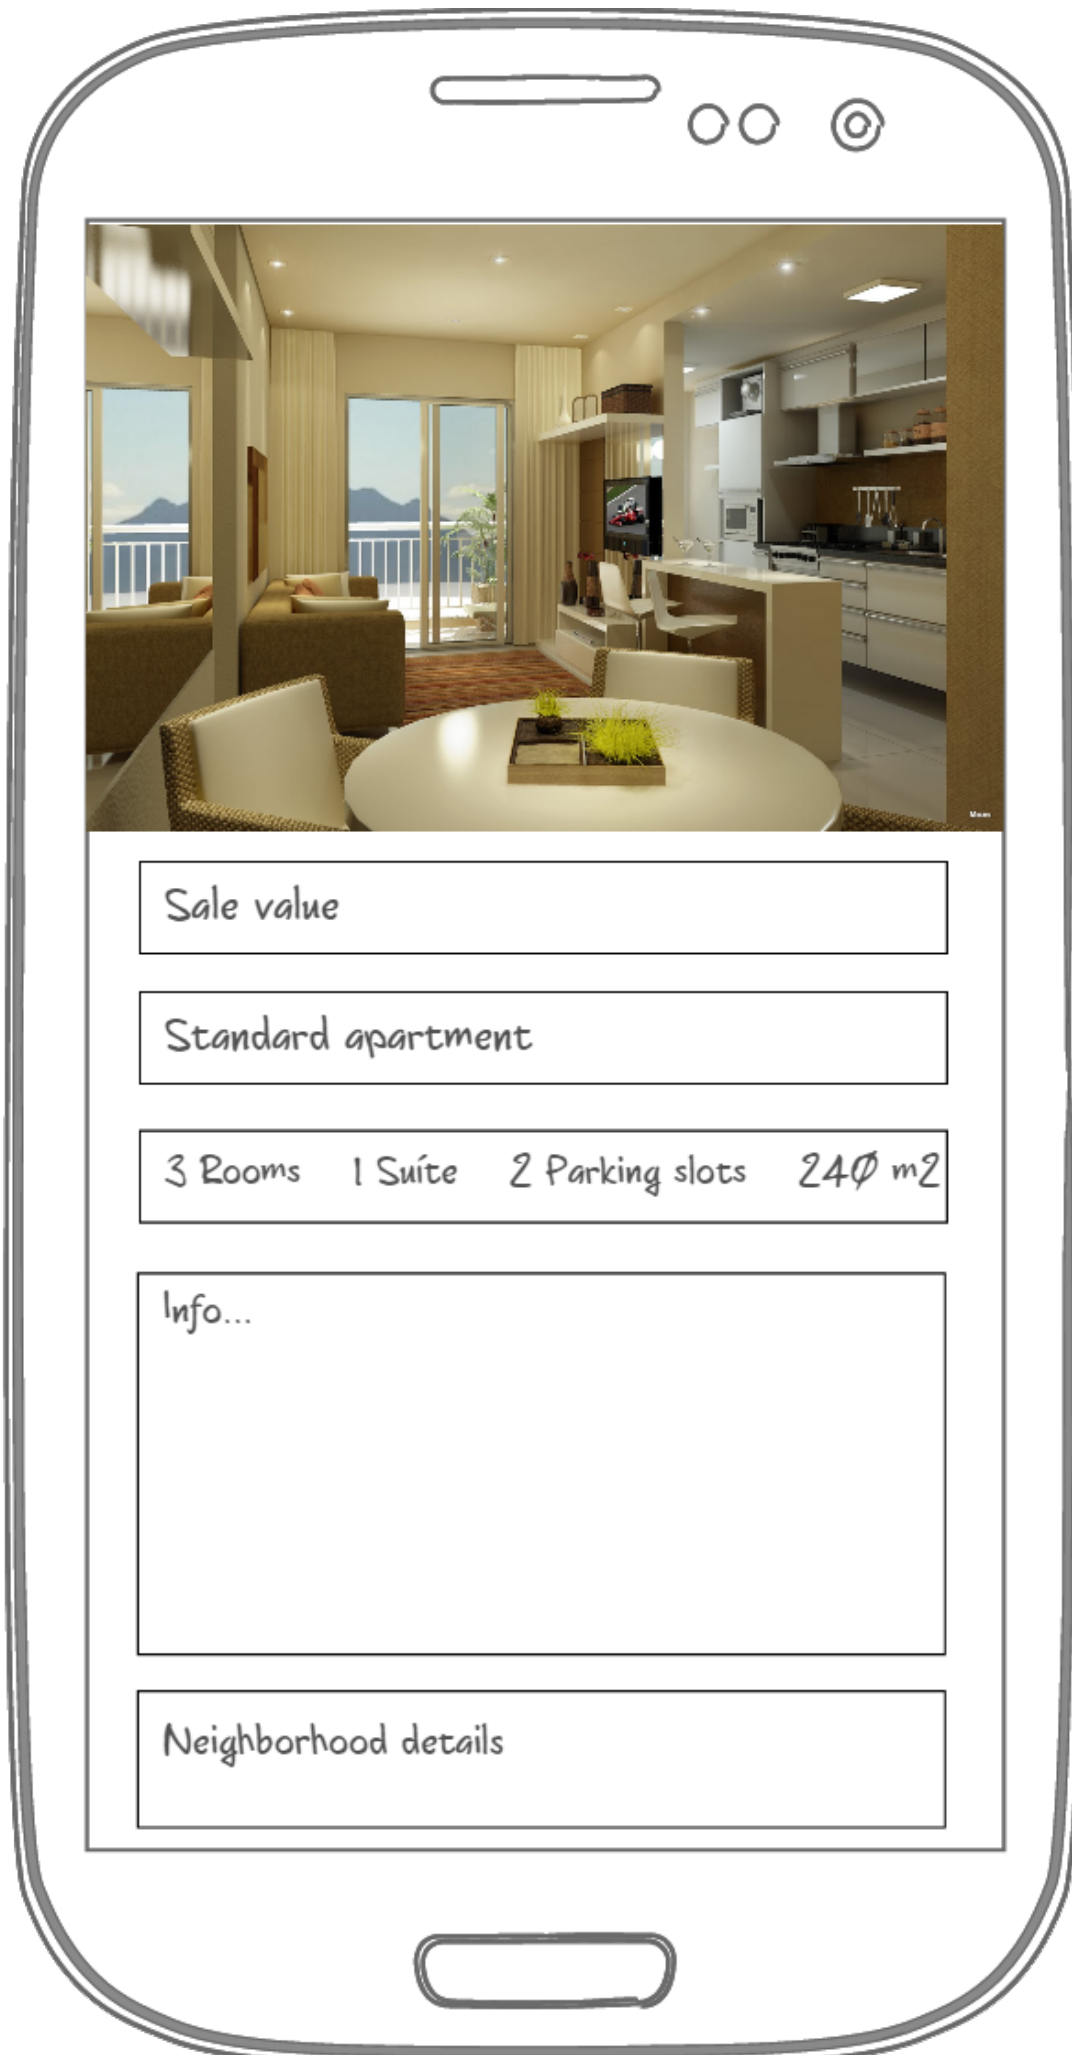 Sale value
Standard apartment
3 Rooms 1 Suíte 2 Parking slots 240 m2
Info...
Neighborhood details